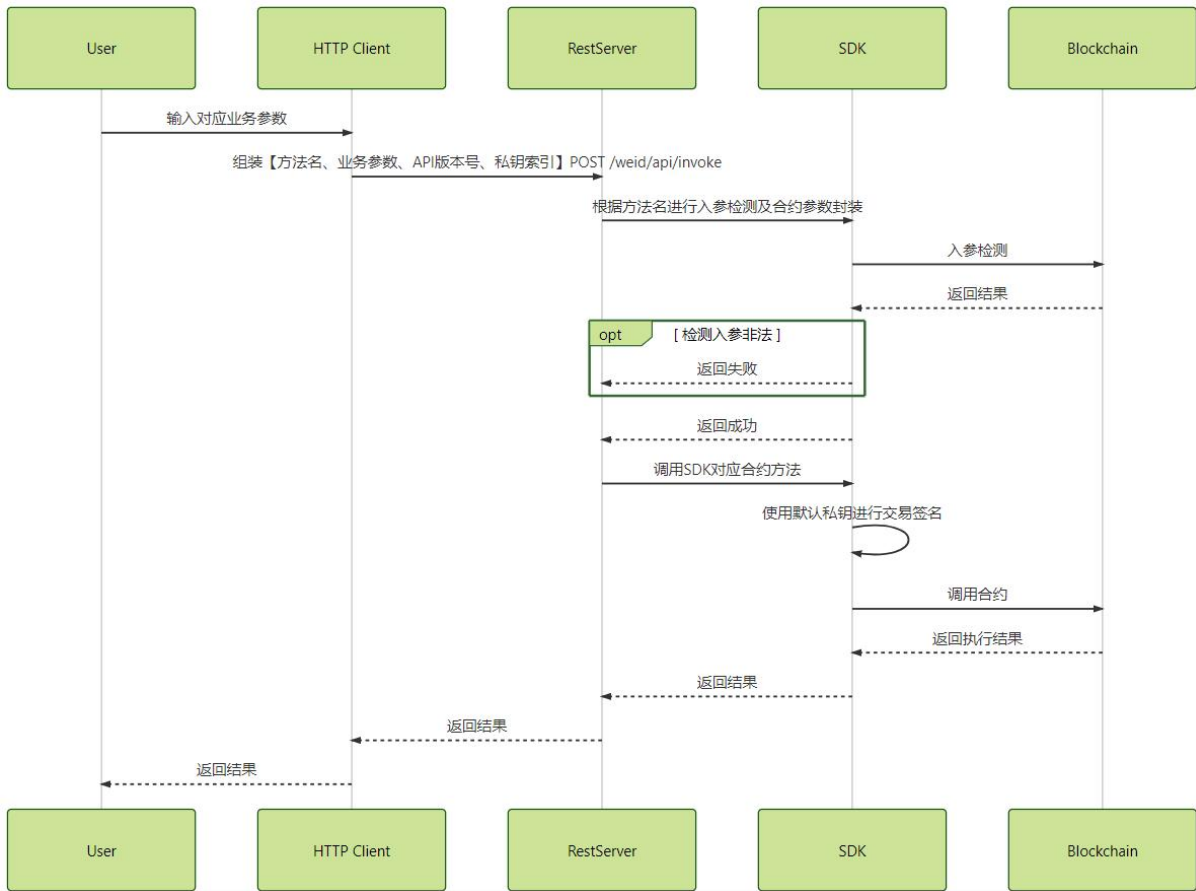 User
HTTP Client
RestServer
SDK
Blockchain
输入对应业务参数
组装【方法名、业务参数、API版本号、私钥索引】POST /weid/api/invoke
根据方法名进行入参检测及合约参数封装
入参检测
返回结果
opt
[ 检测入参非法 ]
返回失败
返回成功
调用SDK对应合约方法
使用默认私钥进行交易签名
调用合约
返回执行结果
返回结果
返回结果
返回结果
User
HTTP Client
RestServer
SDK
Blockchain